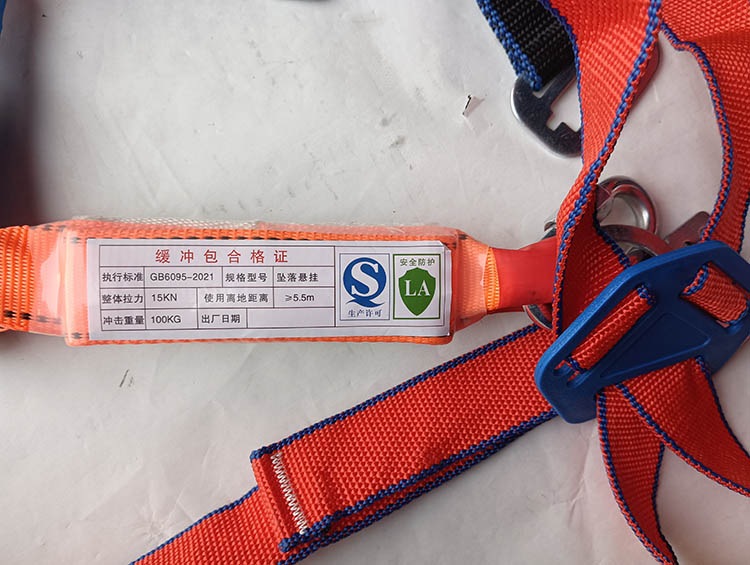 缓冲包合格证
执行标准 GB6095-2021 规格型号 坠落悬挂
整体拉力 15KN 使用离地距离 ≥5.5m
冲击重量 100KG 出厂日期
S
生产许可
安全防护
LA